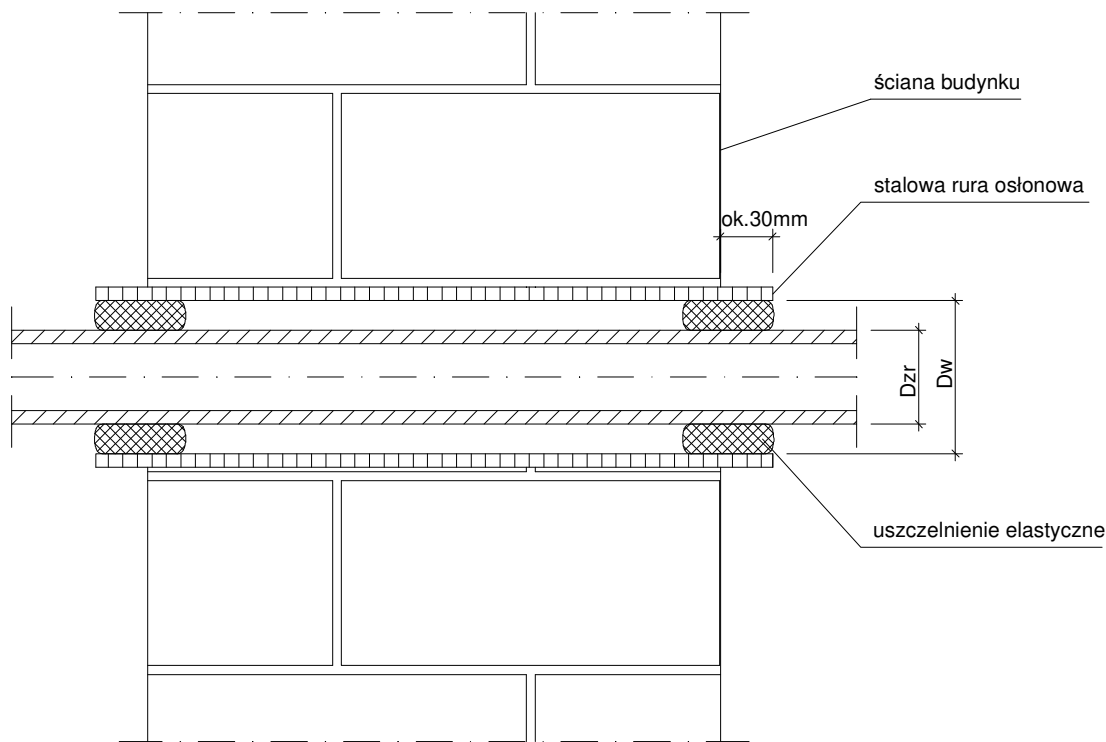 ściana budynku
stalowa rura osłonowa
ok.30mm
Dzr
Dw
uszczelnienie elastyczne